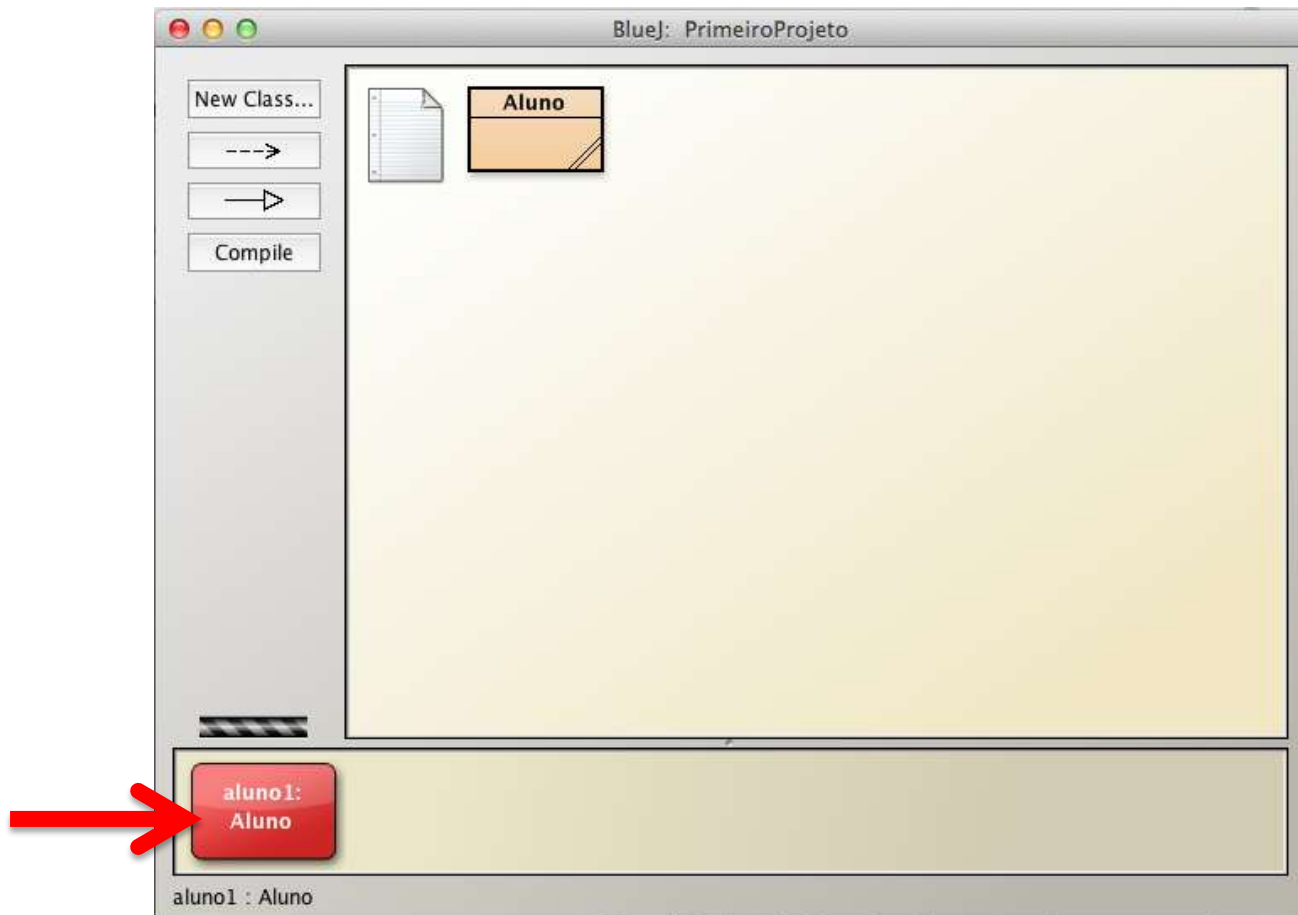 BlueJ: PrimeiroProjeto
New Class...
Aluno
Compile
aluno1:
Aluno
aluno1 : Aluno